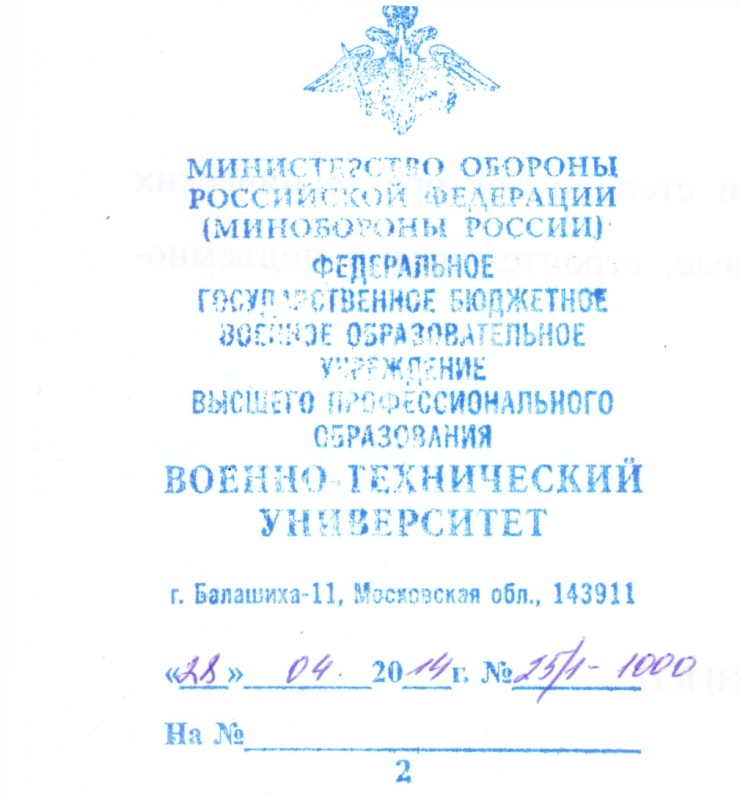 МИНИСТЕРСТВО ОБОРОНЫ
РОССИЙСКОЙ ФЕДЕРАЦИИ
(МИНОБОРОНЫ РОССИИ)
ФЕДЕРАЛЬНОЕ
ГОСУДАРСТВЕННОЕ БЮДЖЕТНОЕ
ВОЕННОЕ ОБРАЗОВАТЕЛЬНОЕ
УЧРЕЖДЕНИЕ
ВЫСШЕГО ПРОФЕССИОНАЛЬНОГО
ОБРАЗОВАНИЯ
ВОЕННО-ТЕХНИЧЕСКИЙ
УНИВЕРСИТЕТ
г. Балашиха-11, Московская обл., 143911
«28» 04 2014г. № 25/1-1000
На №
2